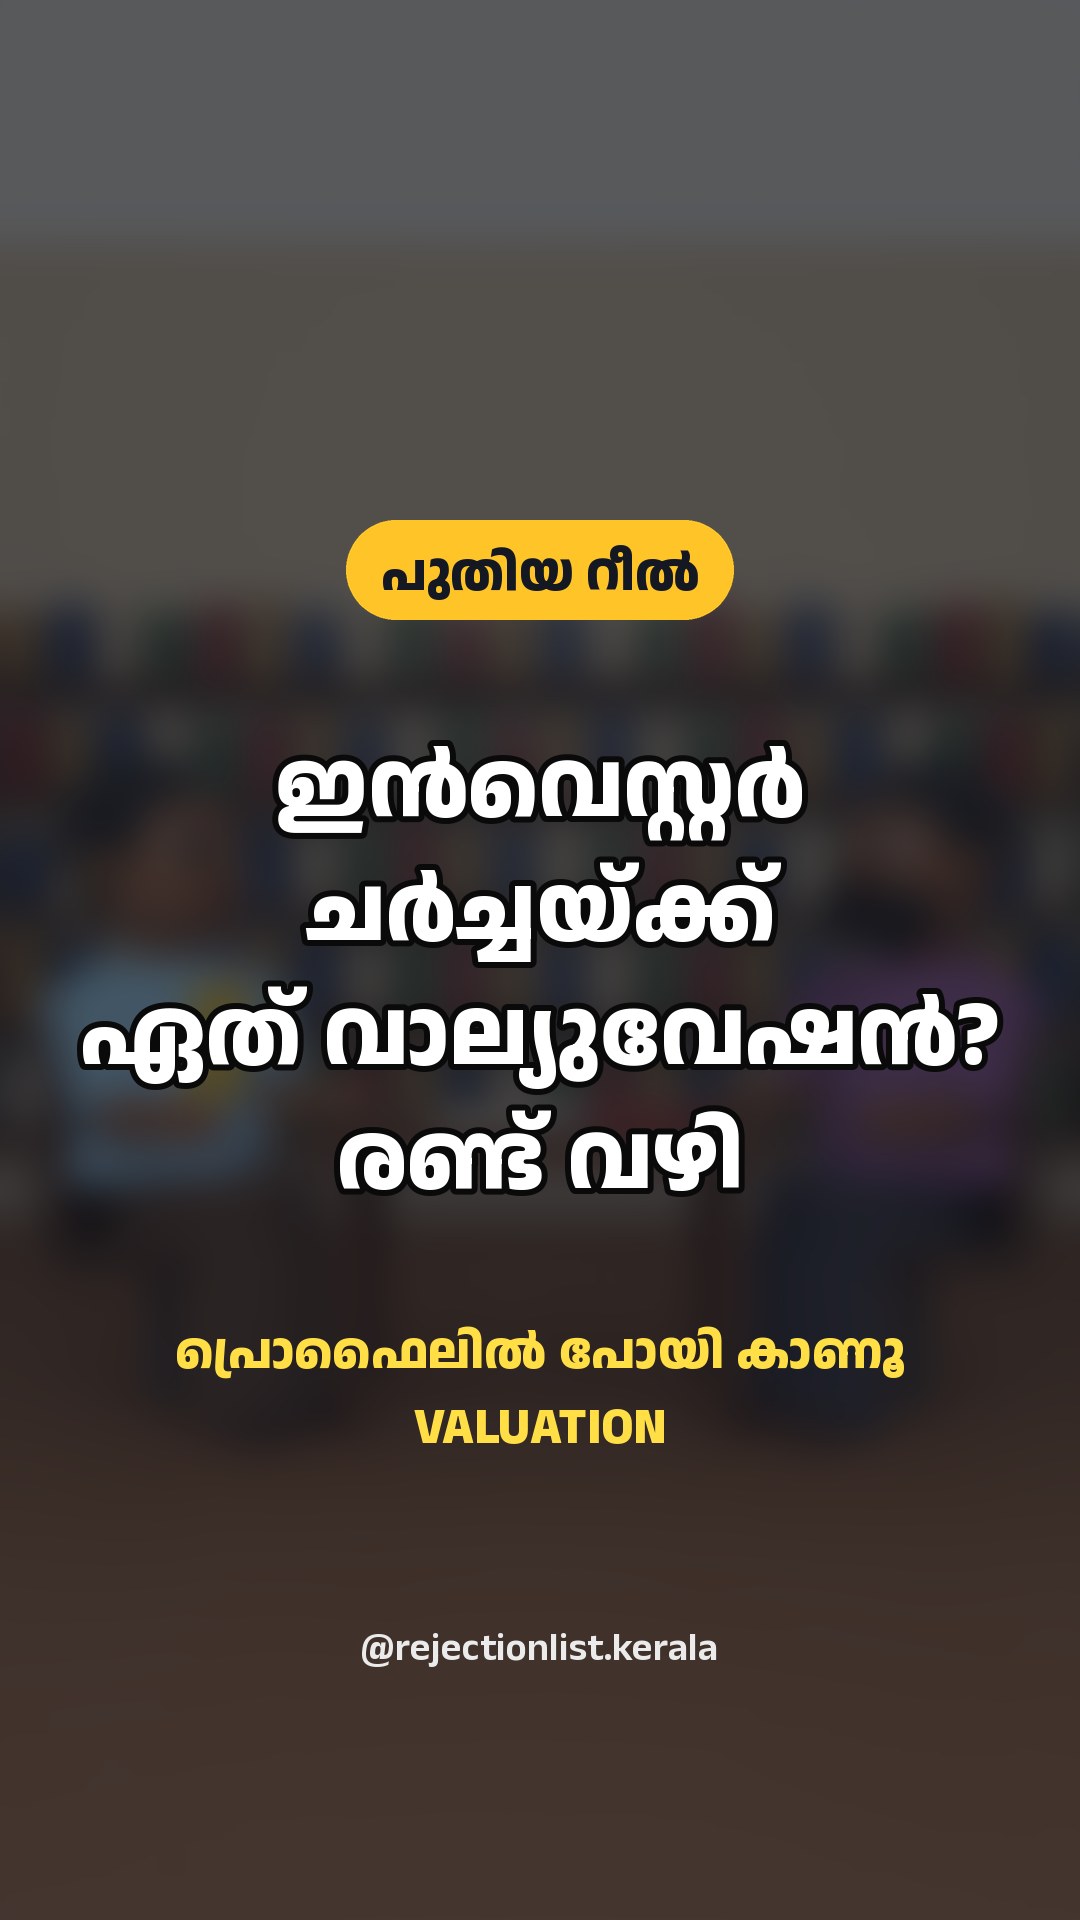 പുതിയ റീൽ
ഇൻവെസ്റ്റർ
ചർച്ചയ്ക്ക്
ഏത് വാല്യുവേഷൻ?
രണ്ട് വഴി
പ്രൊഫൈലിൽ പോയി കാണൂ
VALUATION
@rejectionlist.kerala